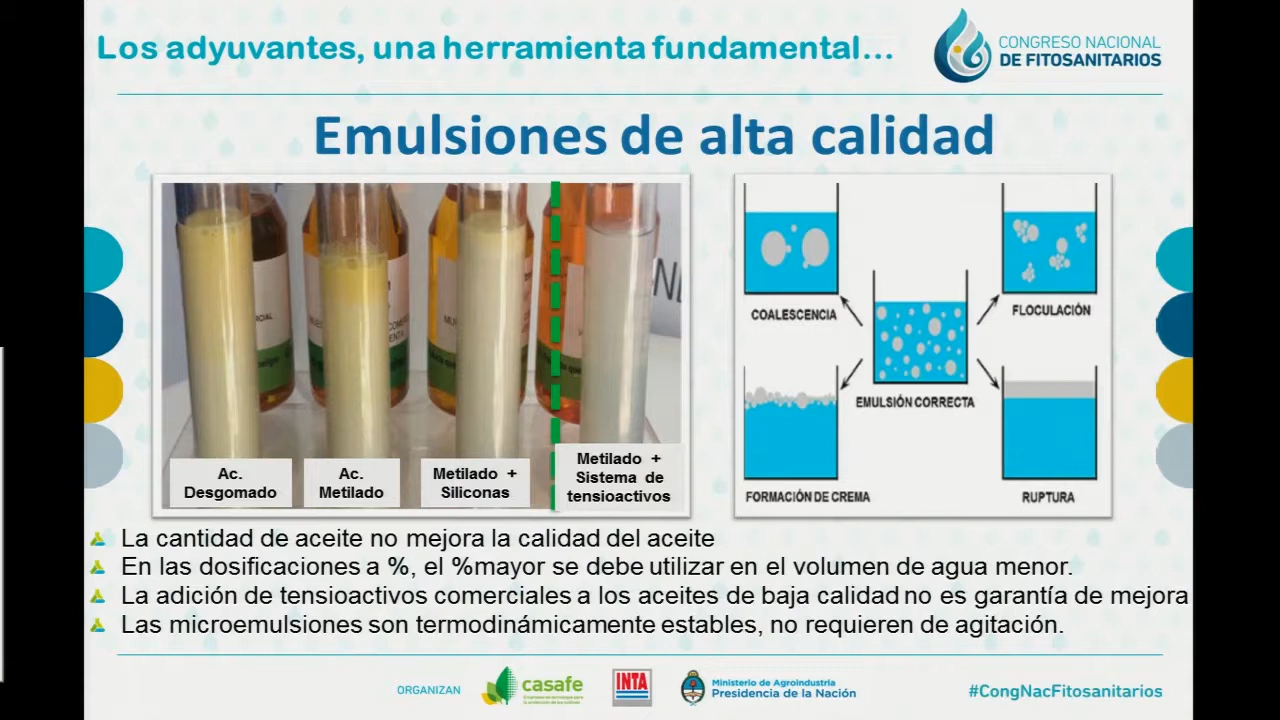 Los adyuvantes, una herramienta fundamental...
CONGRESO NACIONAL
DE FITOSANITARIOS
Emulsiones de alta calidad
Ac.
Desgomado
Ac.
Metilado
Metilado +
Siliconas
Metilado +
Sistema de
tensioactivos
COALESCENCIA
FLOCULACIÓN
EMULSIÓN CORRECTA
FORMACIÓN DE CREMA
RUPTURA
La cantidad de aceite no mejora la calidad del aceite
En las dosificaciones a %, el %mayor se debe utilizar en el volumen de agua menor.
La adición de tensioactivos comerciales a los aceites de baja calidad no es garantía de mejora
Las microemulsiones son termodinámicamente estables, no requieren de agitación.
ORGANIZAN
casafe
INTA
Ministerio de Agroindustria
Presidencia de la Nación
#CongNacFitosanitarios